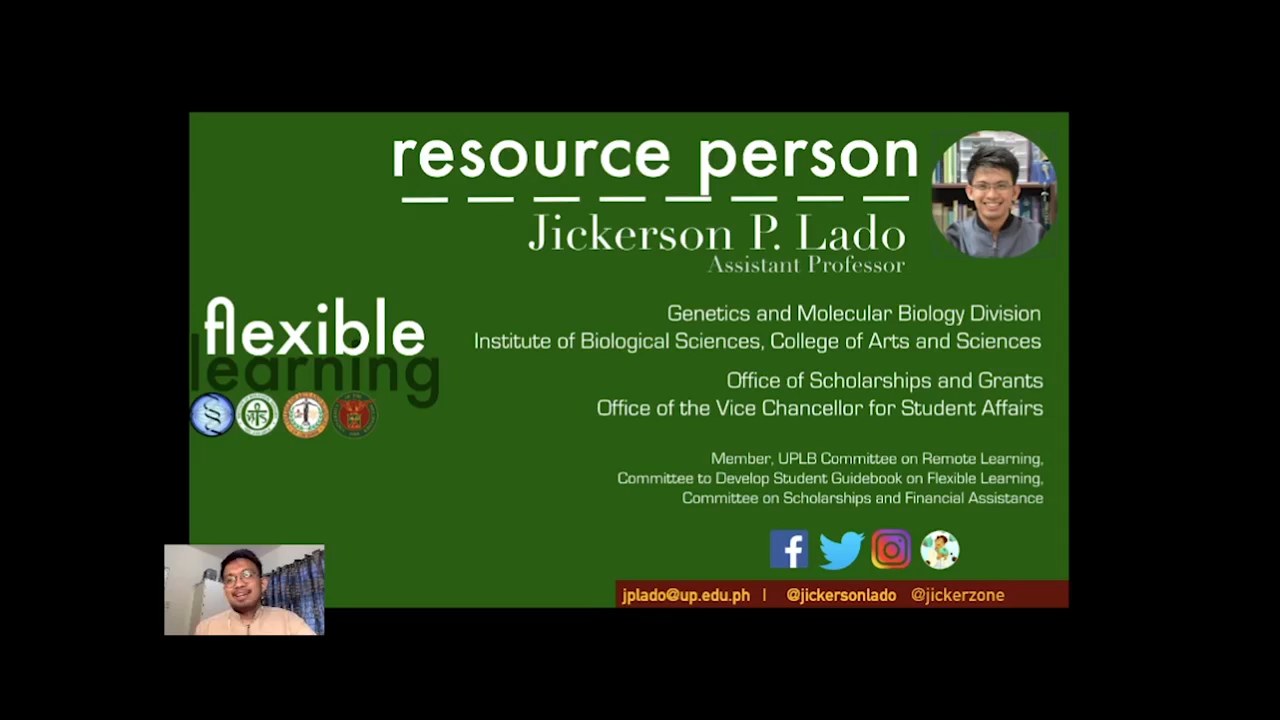 resource person
Jickerson P. Lado
Assistant Professor
flexible
learning
Genetics and Molecular Biology Division
Institute of Biological Sciences, College of Arts and Sciences
Office of Scholarships and Grants
Office of the Vice Chancellor for Student Affairs
Member, UPLB Committee on Remote Learning,
Committee to Develop Student Guidebook on Flexible Learning,
Committee on Scholarships and Financial Assistance
jplado@up.edu.ph | @jickersonlado @jickerzone